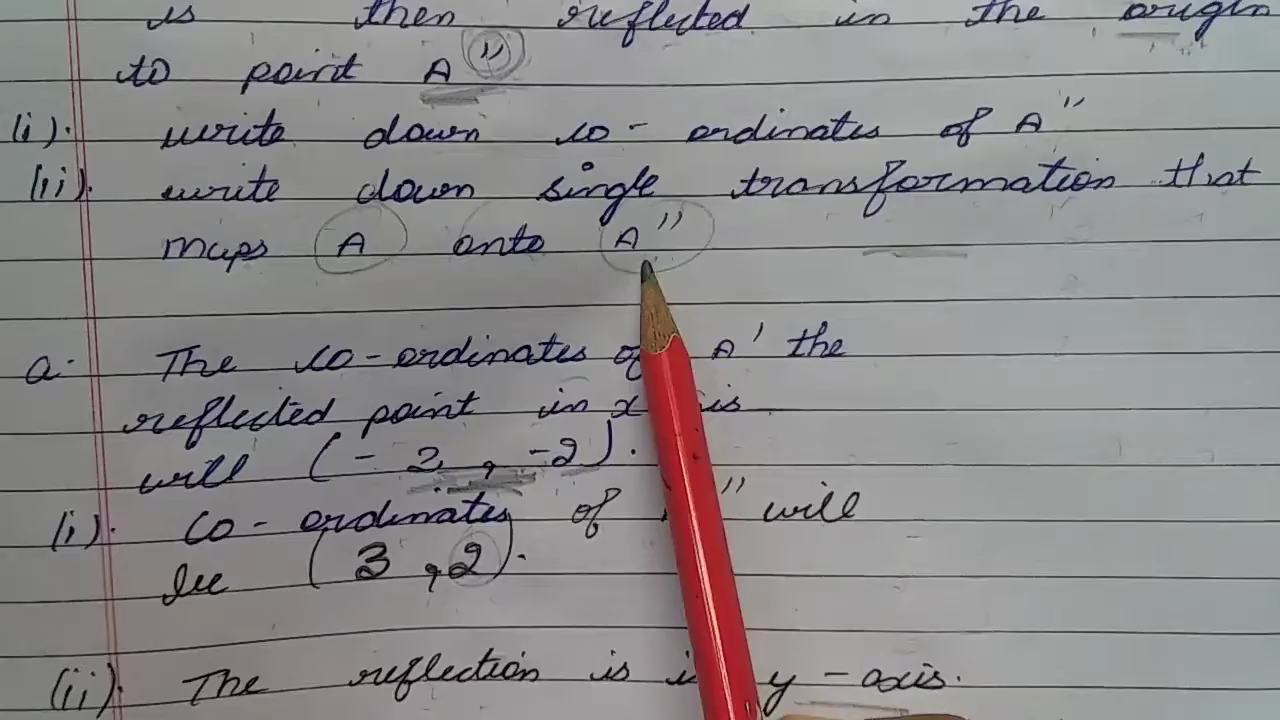 is then reflected in the origin
to point A"
(i). write down co- ordinates of A"
(ii). write down single transformation that
maps A onto A"
a. The co-ordinates of A' the
reflected point in x is
will (-2, -2).
(i). Co-ordinates of " will
be (3,2).
(ii). The reflection is y-axis.